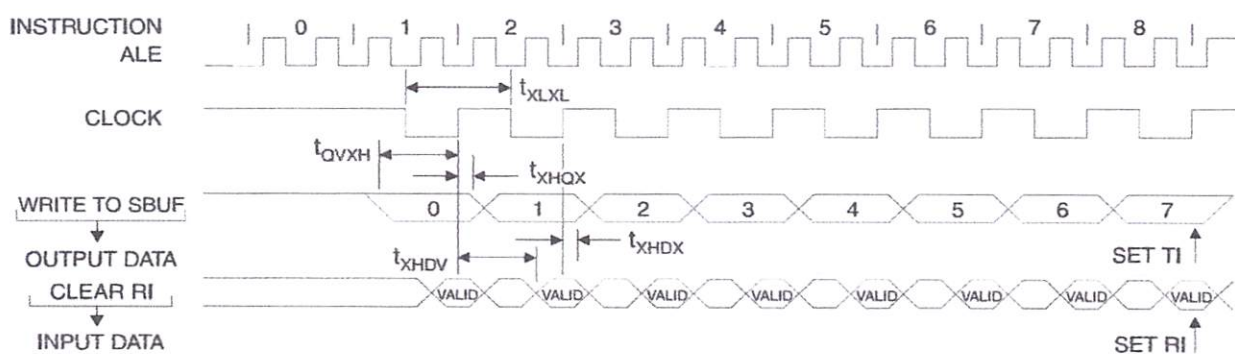 INSTRUCTION 0 1 2 3 4 5 6 7 8
ALE
tXLXL
CLOCK
tQVXH
tXHQX
WRITE TO SBUF 0 1 2 3 4 5 6 7
tXHDX
OUTPUT DATA SET TI
tXHDV
CLEAR RI VALID VALID VALID VALID VALID VALID VALID VALID
INPUT DATA SET RI